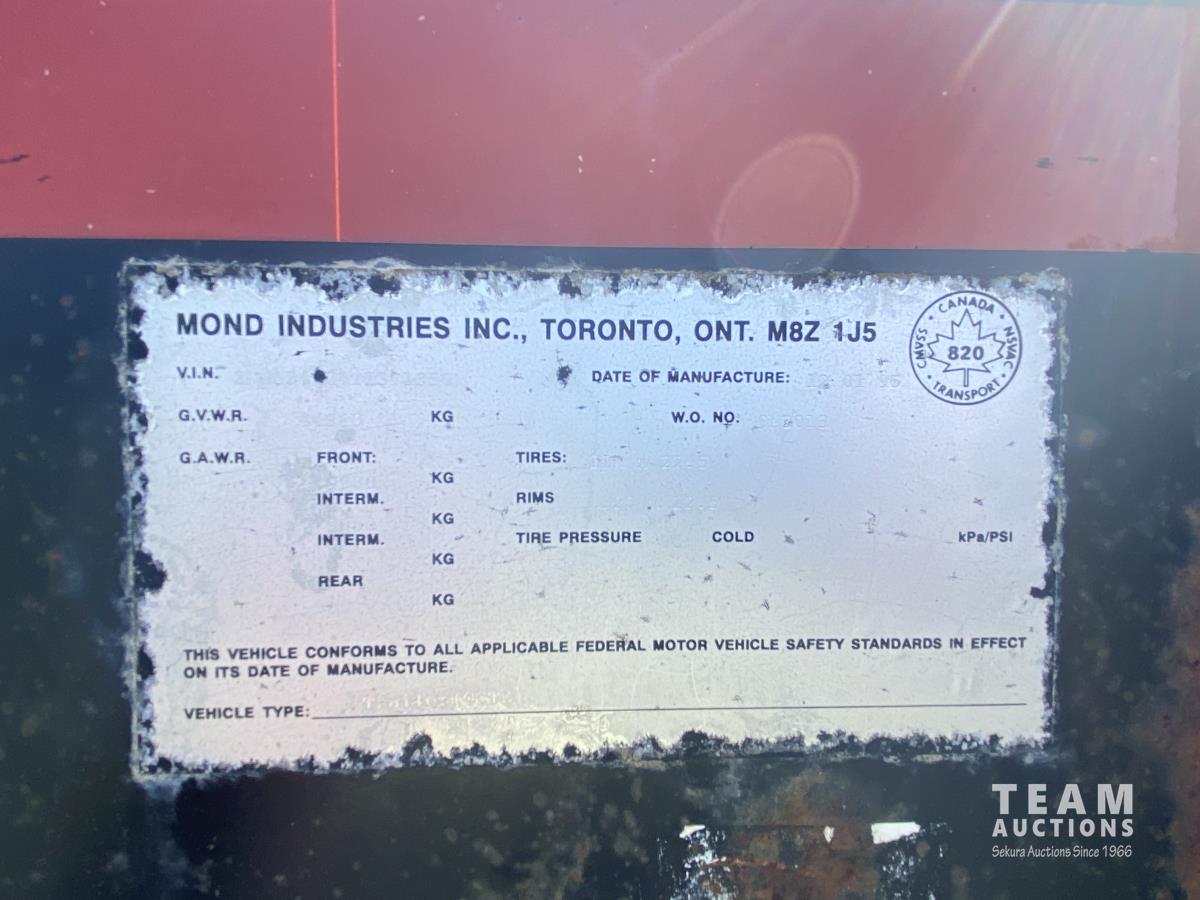 MOND INDUSTRIES INC., TORONTO, ONT. M8Z 1J5
CANADA
CMVSS 820 NSVAC
TRANSPORT
V.I.N. DATE OF MANUFACTURE:
G.V.W.R. KG W.O. NO.
G.A.W.R. FRONT: TIRES:
KG
INTERM. RIMS
KG
INTERM. TIRE PRESSURE COLD kPa/PSI
KG
REAR
KG
THIS VEHICLE CONFORMS TO ALL APPLICABLE FEDERAL MOTOR VEHICLE SAFETY STANDARDS IN EFFECT
ON ITS DATE OF MANUFACTURE.
VEHICLE TYPE:
TEAM
AUCTIONS
Sekura Auctions Since 1966